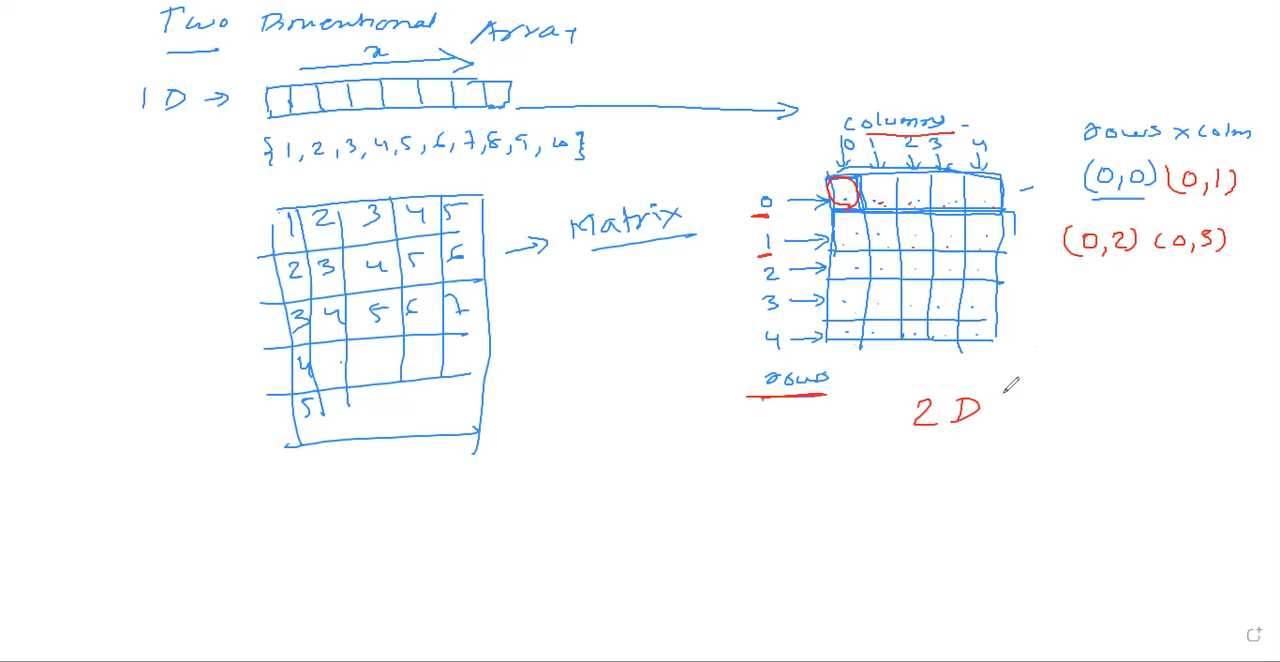 Two Dimentional Array
x
1 D →
{1, 2, 3, 4, 5, 6, 7, 8, 9, 10}
1 2 3 4 5
2 3 4 5 6
3 4 5 6 7
4
5
→ Matrix
columns
0 1 2 3 4
0
1
2
3
4
rows
rows x colm
(0,0) (0,1)
(0,2) (0,3)
2 D